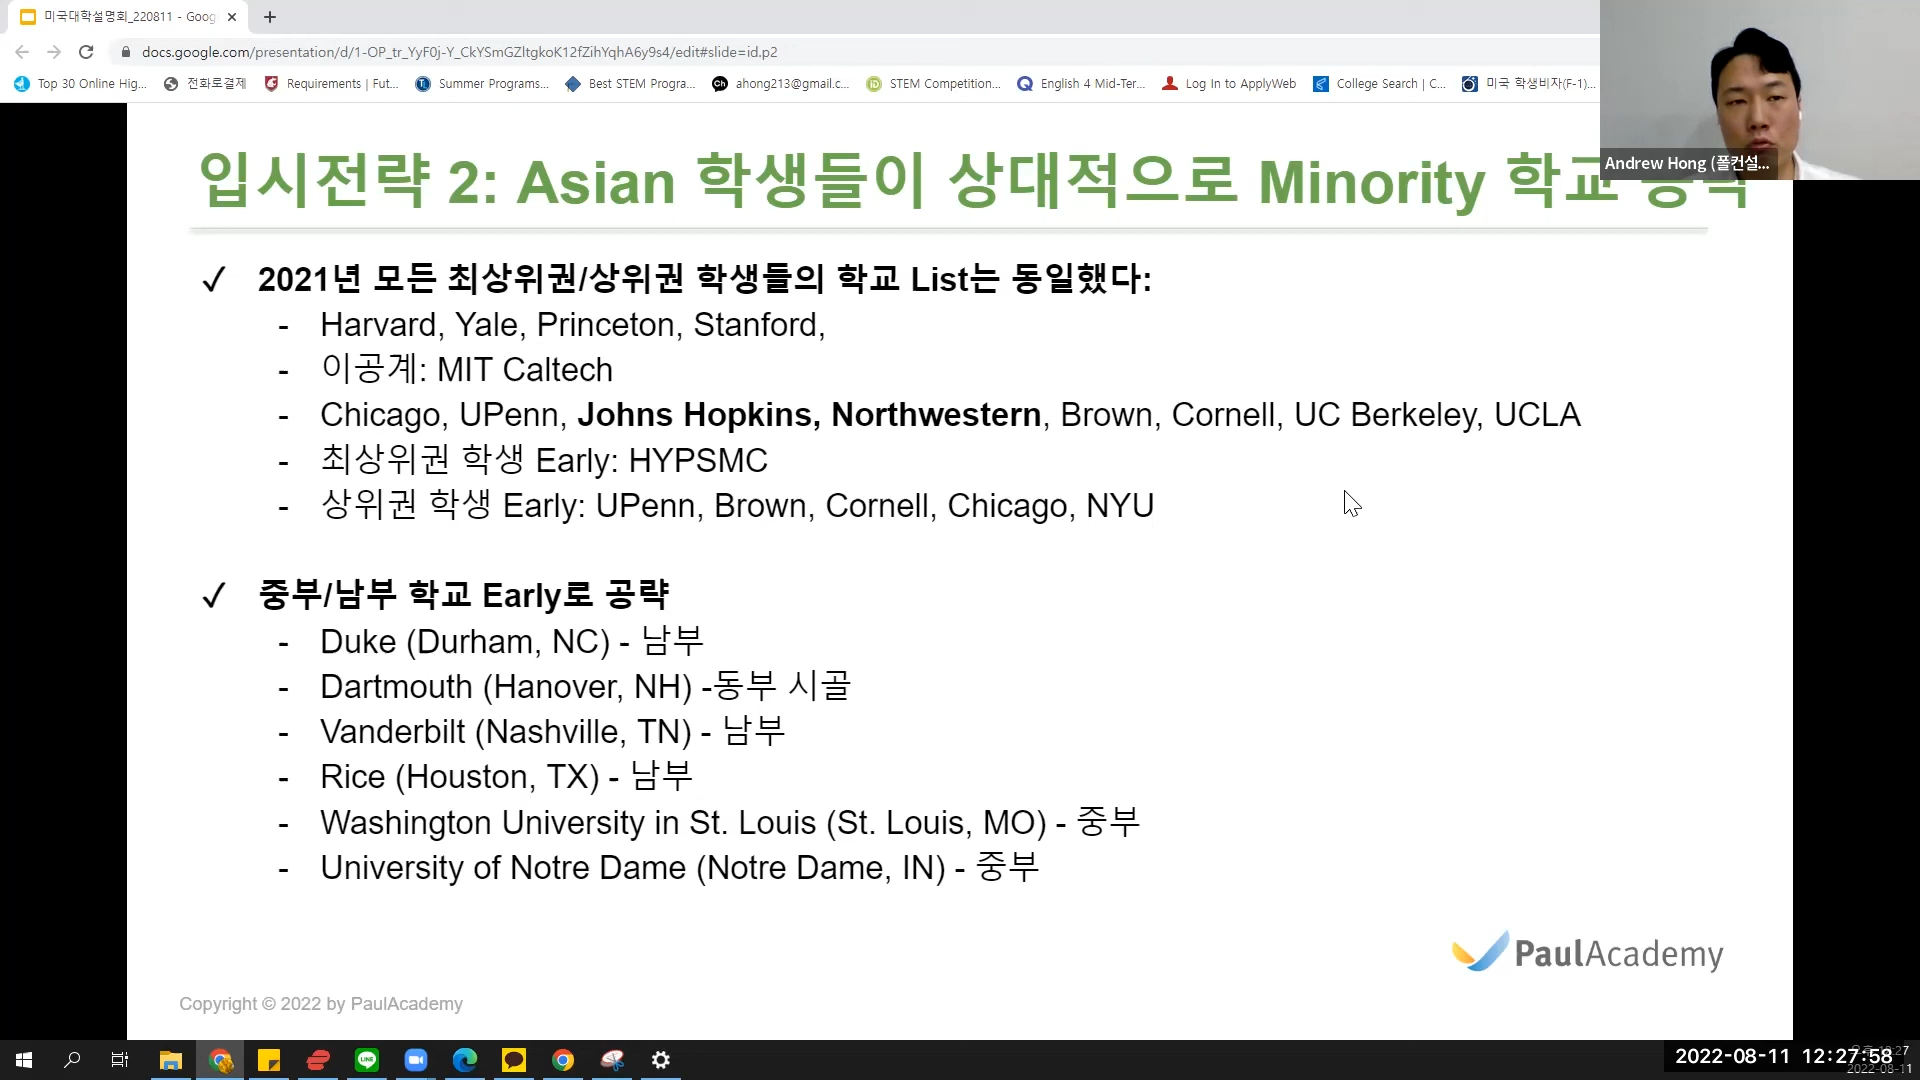 미국대학설명회_220811 - Goog
docs.google.com/presentation/d/1-OP_tr_YyF0j-Y_CkYSmGZltgkoK12fZihYqhA6y9s4/edit#slide=id.p2
Top 30 Online Hig...
전화로결제
Requirements | Fut...
Summer Programs...
Best STEM Progra...
ahong213@gmail.c...
STEM Competition...
English 4 Mid-Ter...
Log In to ApplyWeb
College Search | C...
미국 학생비자(F-1)...
Andrew Hong (폴컨설...
입시전략 2: Asian 학생들이 상대적으로 Minority 학교 공략
✓ 2021년 모든 최상위권/상위권 학생들의 학교 List는 동일했다:
- Harvard, Yale, Princeton, Stanford,
- 이공계: MIT Caltech
- Chicago, UPenn, Johns Hopkins, Northwestern, Brown, Cornell, UC Berkeley, UCLA
- 최상위권 학생 Early: HYPSMC
- 상위권 학생 Early: UPenn, Brown, Cornell, Chicago, NYU
✓ 중부/남부 학교 Early로 공략
- Duke (Durham, NC) - 남부
- Dartmouth (Hanover, NH) -동부 시골
- Vanderbilt (Nashville, TN) - 남부
- Rice (Houston, TX) - 남부
- Washington University in St. Louis (St. Louis, MO) - 중부
- University of Notre Dame (Notre Dame, IN) - 중부
PaulAcademy
Copyright © 2022 by PaulAcademy
LINE
2022-08-11 12:27:58
2022-08-11